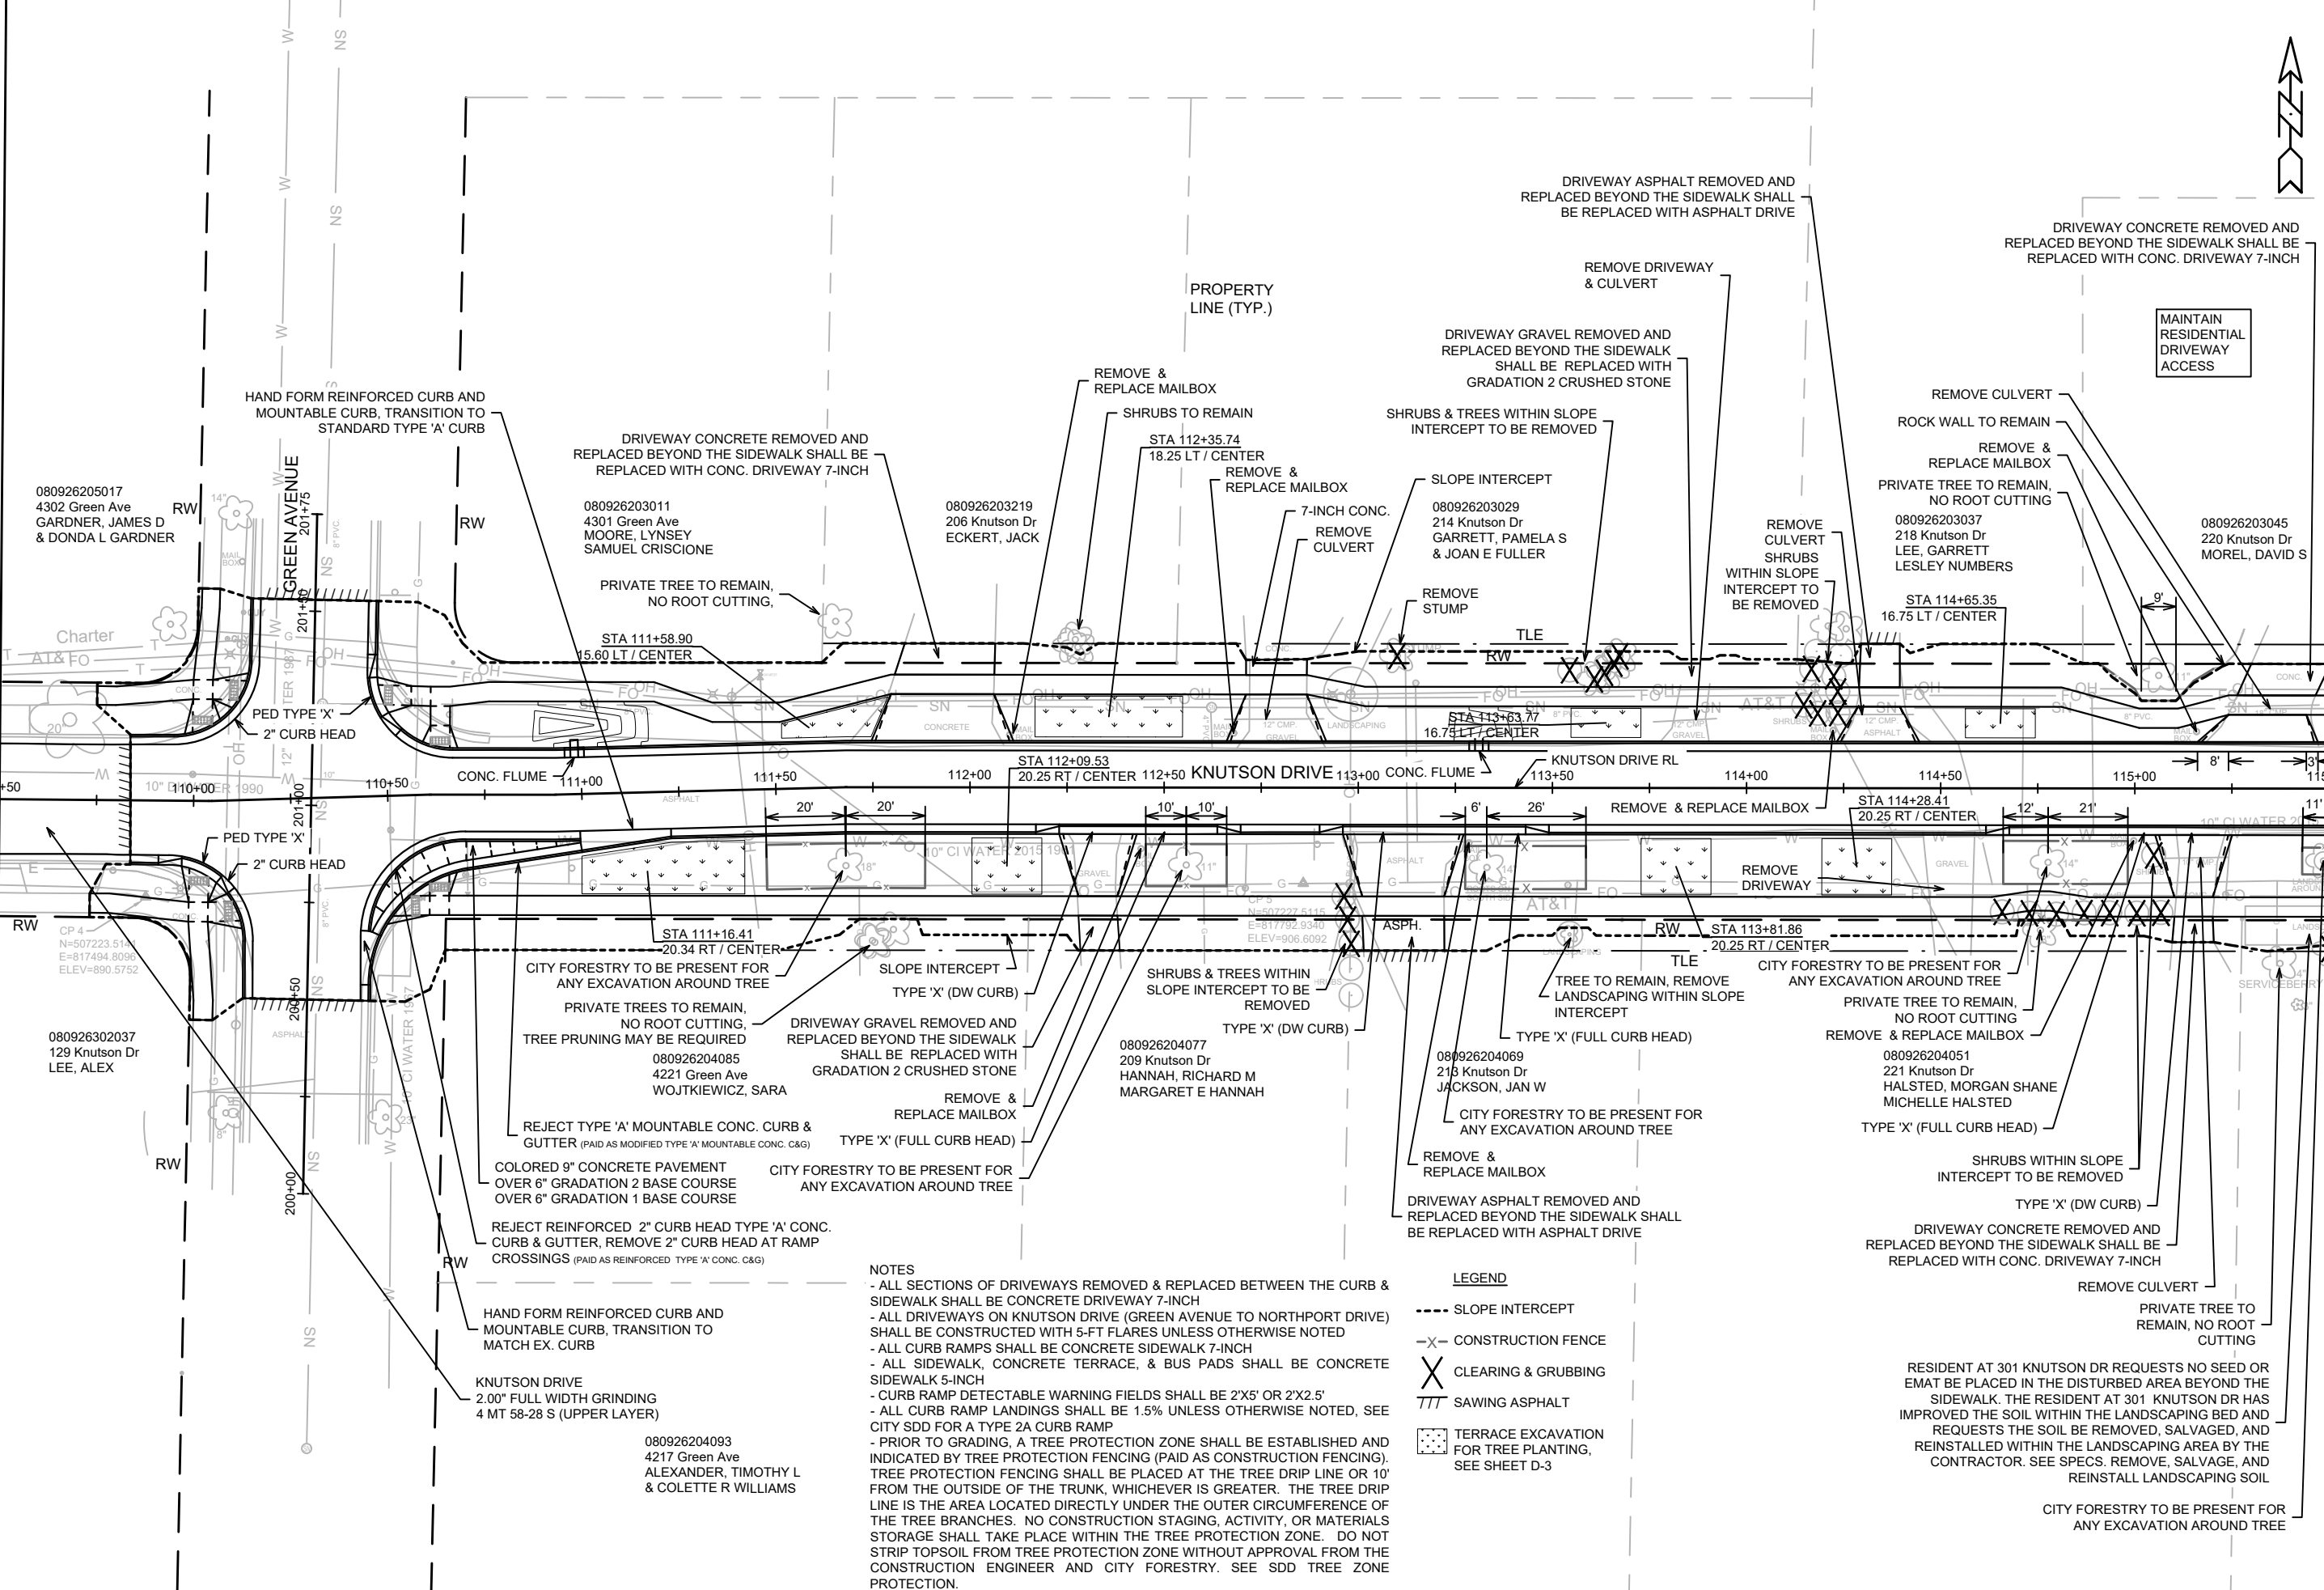 DRIVEWAY ASPHALT REMOVED AND
REPLACED BEYOND THE SIDEWALK SHALL
BE REPLACED WITH ASPHALT DRIVE
DRIVEWAY CONCRETE REMOVED AND
REPLACED BEYOND THE SIDEWALK SHALL BE
REPLACED WITH CONC. DRIVEWAY 7-INCH
REMOVE DRIVEWAY
& CULVERT
PROPERTY
LINE (TYP.)
MAINTAIN
RESIDENTIAL
DRIVEWAY
ACCESS
DRIVEWAY GRAVEL REMOVED AND
REPLACED BEYOND THE SIDEWALK
SHALL BE REPLACED WITH
GRADATION 2 CRUSHED STONE
REMOVE &
REPLACE MAILBOX
SHRUBS TO REMAIN
HAND FORM REINFORCED CURB AND
MOUNTABLE CURB, TRANSITION TO
STANDARD TYPE 'A' CURB
SHRUBS & TREES WITHIN SLOPE
INTERCEPT TO BE REMOVED
REMOVE CULVERT
ROCK WALL TO REMAIN
REMOVE &
REPLACE MAILBOX
PRIVATE TREE TO REMAIN,
NO ROOT CUTTING
DRIVEWAY CONCRETE REMOVED AND
REPLACED BEYOND THE SIDEWALK SHALL BE
REPLACED WITH CONC. DRIVEWAY 7-INCH
STA 112+35.74
18.25 LT / CENTER
REMOVE &
REPLACE MAILBOX
SLOPE INTERCEPT
7-INCH CONC.
REMOVE
CULVERT
080926205017
4302 Green Ave
GARDNER, JAMES D
& DONDA L GARDNER
RW
GREEN AVENUE
201+75
RW
080926203011
4301 Green Ave
MOORE, LYNSEY
SAMUEL CRISCIONE
080926203219
206 Knutson Dr
ECKERT, JACK
080926203029
214 Knutson Dr
GARRETT, PAMELA S
& JOAN E FULLER
REMOVE
CULVERT
SHRUBS
WITHIN SLOPE
INTERCEPT TO
BE REMOVED
080926203037
218 Knutson Dr
LEE, GARRETT
LESLEY NUMBERS
080926203045
220 Knutson Dr
MOREL, DAVID S
PRIVATE TREE TO REMAIN,
NO ROOT CUTTING,
REMOVE
STUMP
STA 114+65.35
16.75 LT / CENTER
9'
STA 111+58.90
15.60 LT / CENTER
TLE
RW
201+50
Charter
AT&T
PED TYPE 'X'
2" CURB HEAD
STA 113+63.77
16.75 LT / CENTER
CONC. FLUME
STA 112+09.53
20.25 RT / CENTER
KNUTSON DRIVE
CONC. FLUME
KNUTSON DRIVE RL
8'
3'
+50
110+00
110+50
111+00
111+50
112+00
112+50
113+00
113+50
114+00
114+50
115+00
201+00
20'
20'
10'
10'
6'
26'
REMOVE & REPLACE MAILBOX
STA 114+28.41
20.25 RT / CENTER
12'
21'
11'
PED TYPE 'X'
2" CURB HEAD
10" CI WATER 2015
REMOVE
DRIVEWAY
AT&T
RW
CP 4
N=507223.5141
E=817494.8096
ELEV=890.5752
CP 5
N=507227.5115
E=817792.9340
ELEV=906.6092
ASPH.
STA 111+16.41
20.34 RT / CENTER
RW
STA 113+81.86
20.25 RT / CENTER
TLE
CITY FORESTRY TO BE PRESENT FOR
ANY EXCAVATION AROUND TREE
SLOPE INTERCEPT
TYPE 'X' (DW CURB)
SHRUBS & TREES WITHIN
SLOPE INTERCEPT TO BE
REMOVED
TREE TO REMAIN, REMOVE
LANDSCAPING WITHIN SLOPE
INTERCEPT
CITY FORESTRY TO BE PRESENT FOR
ANY EXCAVATION AROUND TREE
PRIVATE TREE TO REMAIN,
NO ROOT CUTTING
REMOVE & REPLACE MAILBOX
SERVICEBERRY
200+50
PRIVATE TREES TO REMAIN,
NO ROOT CUTTING,
TREE PRUNING MAY BE REQUIRED
DRIVEWAY GRAVEL REMOVED AND
REPLACED BEYOND THE SIDEWALK
SHALL BE REPLACED WITH
GRADATION 2 CRUSHED STONE
TYPE 'X' (DW CURB)
TYPE 'X' (FULL CURB HEAD)
080926302037
129 Knutson Dr
LEE, ALEX
080926204085
4221 Green Ave
WOJTKIEWICZ, SARA
080926204077
209 Knutson Dr
HANNAH, RICHARD M
MARGARET E HANNAH
080926204069
213 Knutson Dr
JACKSON, JAN W
080926204051
221 Knutson Dr
HALSTED, MORGAN SHANE
MICHELLE HALSTED
REMOVE &
REPLACE MAILBOX
CITY FORESTRY TO BE PRESENT FOR
ANY EXCAVATION AROUND TREE
TYPE 'X' (FULL CURB HEAD)
REJECT TYPE 'A' MOUNTABLE CONC. CURB &
GUTTER (PAID AS MODIFIED TYPE 'A' MOUNTABLE CONC. C&G)
TYPE 'X' (FULL CURB HEAD)
RW
COLORED 9" CONCRETE PAVEMENT
OVER 6" GRADATION 2 BASE COURSE
OVER 6" GRADATION 1 BASE COURSE
CITY FORESTRY TO BE PRESENT FOR
ANY EXCAVATION AROUND TREE
REMOVE &
REPLACE MAILBOX
SHRUBS WITHIN SLOPE
INTERCEPT TO BE REMOVED
200+00
TYPE 'X' (DW CURB)
DRIVEWAY ASPHALT REMOVED AND
REPLACED BEYOND THE SIDEWALK SHALL
BE REPLACED WITH ASPHALT DRIVE
REJECT REINFORCED 2" CURB HEAD TYPE 'A' CONC.
CURB & GUTTER, REMOVE 2" CURB HEAD AT RAMP
CROSSINGS (PAID AS REINFORCED TYPE 'A' CONC. C&G)
RW
DRIVEWAY CONCRETE REMOVED AND
REPLACED BEYOND THE SIDEWALK SHALL BE
REPLACED WITH CONC. DRIVEWAY 7-INCH
REMOVE CULVERT
PRIVATE TREE TO
REMAIN, NO ROOT
CUTTING
HAND FORM REINFORCED CURB AND
MOUNTABLE CURB, TRANSITION TO
MATCH EX. CURB
KNUTSON DRIVE
2.00" FULL WIDTH GRINDING
4 MT 58-28 S (UPPER LAYER)
080926204093
4217 Green Ave
ALEXANDER, TIMOTHY L
& COLETTE R WILLIAMS
NOTES
- ALL SECTIONS OF DRIVEWAYS REMOVED & REPLACED BETWEEN THE CURB &
SIDEWALK SHALL BE CONCRETE DRIVEWAY 7-INCH
- ALL DRIVEWAYS ON KNUTSON DRIVE (GREEN AVENUE TO NORTHPORT DRIVE)
SHALL BE CONSTRUCTED WITH 5-FT FLARES UNLESS OTHERWISE NOTED
- ALL CURB RAMPS SHALL BE CONCRETE SIDEWALK 7-INCH
- ALL SIDEWALK, CONCRETE TERRACE, & BUS PADS SHALL BE CONCRETE
SIDEWALK 5-INCH
- CURB RAMP DETECTABLE WARNING FIELDS SHALL BE 2'X5' OR 2'X2.5'
- ALL CURB RAMP LANDINGS SHALL BE 1.5% UNLESS OTHERWISE NOTED, SEE
CITY SDD FOR A TYPE 2A CURB RAMP
- PRIOR TO GRADING, A TREE PROTECTION ZONE SHALL BE ESTABLISHED AND
INDICATED BY TREE PROTECTION FENCING (PAID AS CONSTRUCTION FENCING).
TREE PROTECTION FENCING SHALL BE PLACED AT THE TREE DRIP LINE OR 10'
FROM THE OUTSIDE OF THE TRUNK, WHICHEVER IS GREATER. THE TREE DRIP
LINE IS THE AREA LOCATED DIRECTLY UNDER THE OUTER CIRCUMFERENCE OF
THE TREE BRANCHES. NO CONSTRUCTION STAGING, ACTIVITY, OR MATERIALS
STORAGE SHALL TAKE PLACE WITHIN THE TREE PROTECTION ZONE. DO NOT
STRIP TOPSOIL FROM TREE PROTECTION ZONE WITHOUT APPROVAL FROM THE
CONSTRUCTION ENGINEER AND CITY FORESTRY. SEE SDD TREE ZONE
PROTECTION.
LEGEND
SLOPE INTERCEPT
CONSTRUCTION FENCE
CLEARING & GRUBBING
SAWING ASPHALT
TERRACE EXCAVATION
FOR TREE PLANTING,
SEE SHEET D-3
RESIDENT AT 301 KNUTSON DR REQUESTS NO SEED OR
EMAT BE PLACED IN THE DISTURBED AREA BEYOND THE
SIDEWALK. THE RESIDENT AT 301 KNUTSON DR HAS
IMPROVED THE SOIL WITHIN THE LANDSCAPING BED AND
REQUESTS THE SOIL BE REMOVED, SALVAGED, AND
REINSTALLED WITHIN THE LANDSCAPING AREA BY THE
CONTRACTOR. SEE SPECS. REMOVE, SALVAGE, AND
REINSTALL LANDSCAPING SOIL
CITY FORESTRY TO BE PRESENT FOR
ANY EXCAVATION AROUND TREE